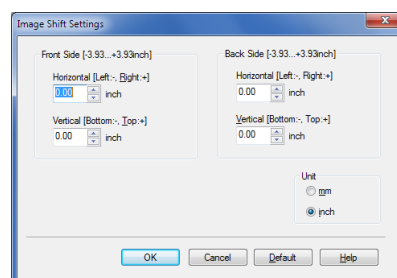 Image Shift Settings
Front Side [-3.93...+3.93inch]
Horizontal [Left:-, Right:+]
0.00 inch
Vertical [Bottom:-, Top:+]
0.00 inch
Back Side [-3.93...+3.93inch]
Horizontal [Left:-, Right:+]
0.00 inch
Vertical [Bottom:-, Top:+]
0.00 inch
Unit
mm
inch
OK Cancel Default Help